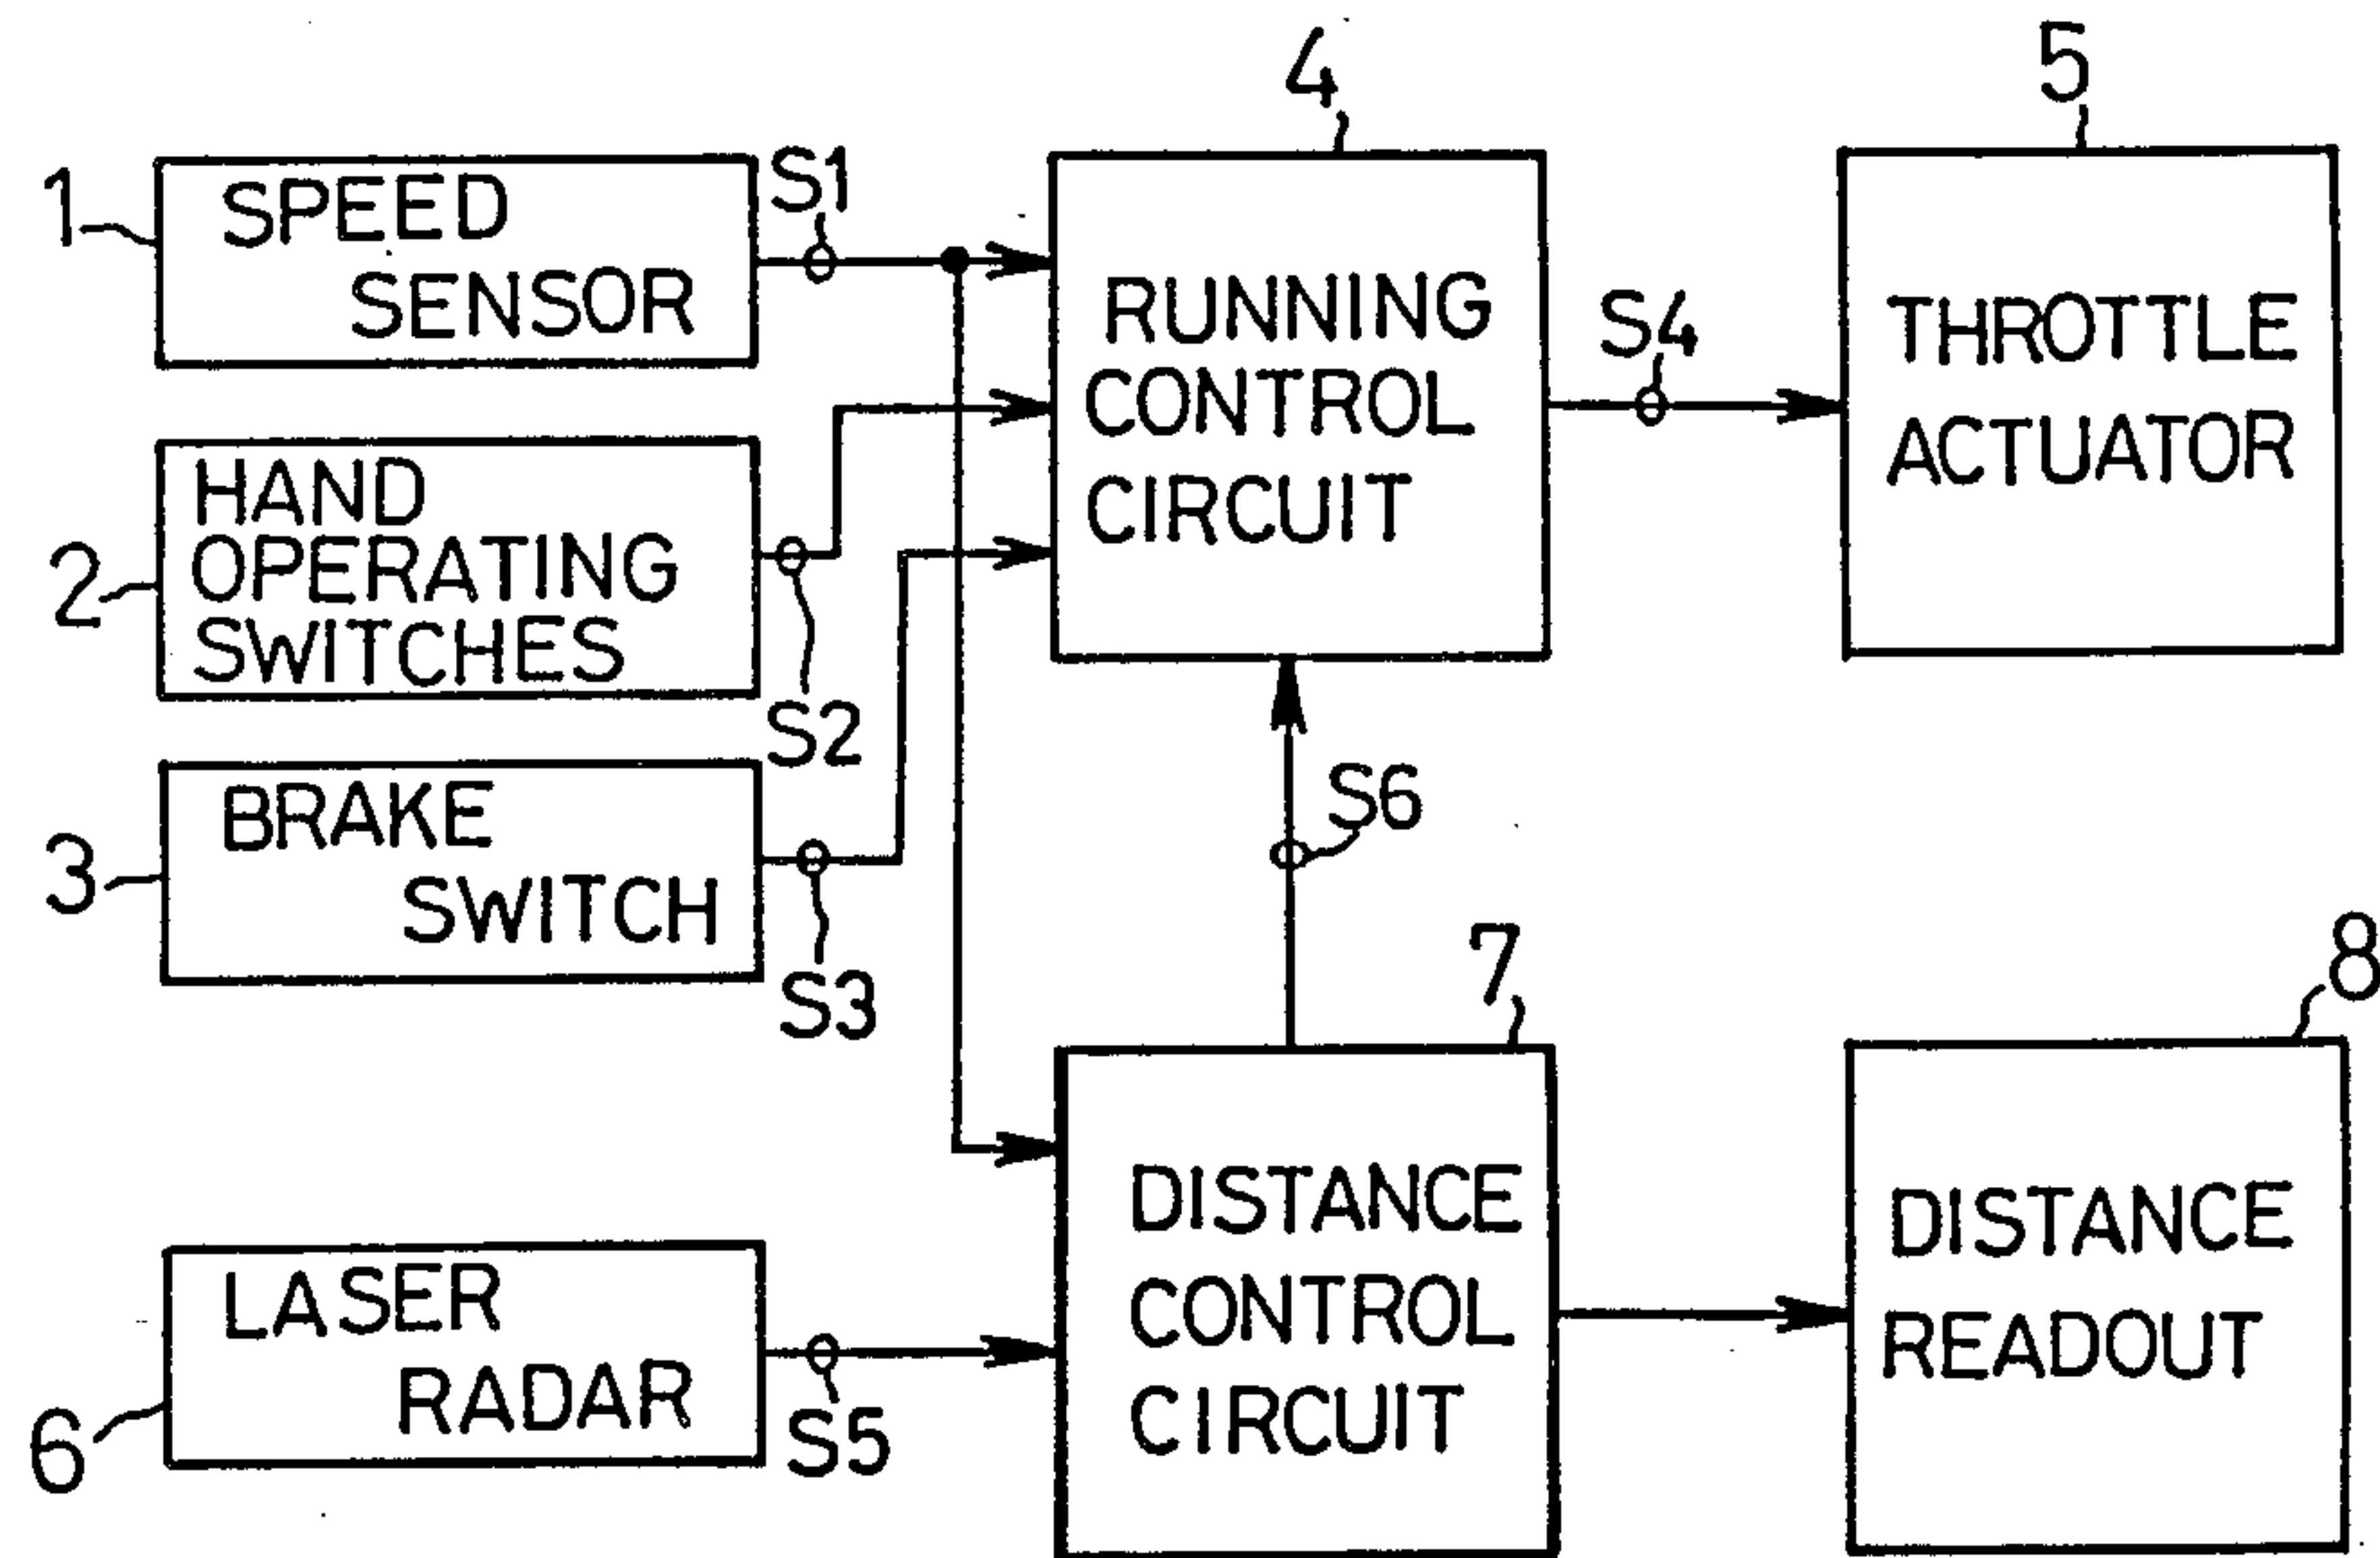 4
5
1
SPEED
SENSOR
S1
RUNNING
CONTROL
CIRCUIT
S4
THROTTLE
ACTUATOR
2
HAND
OPERATING
SWITCHES
S2
3
BRAKE
SWITCH
S3
S6
7
8
6
LASER
RADAR
S5
DISTANCE
CONTROL
CIRCUIT
DISTANCE
READOUT